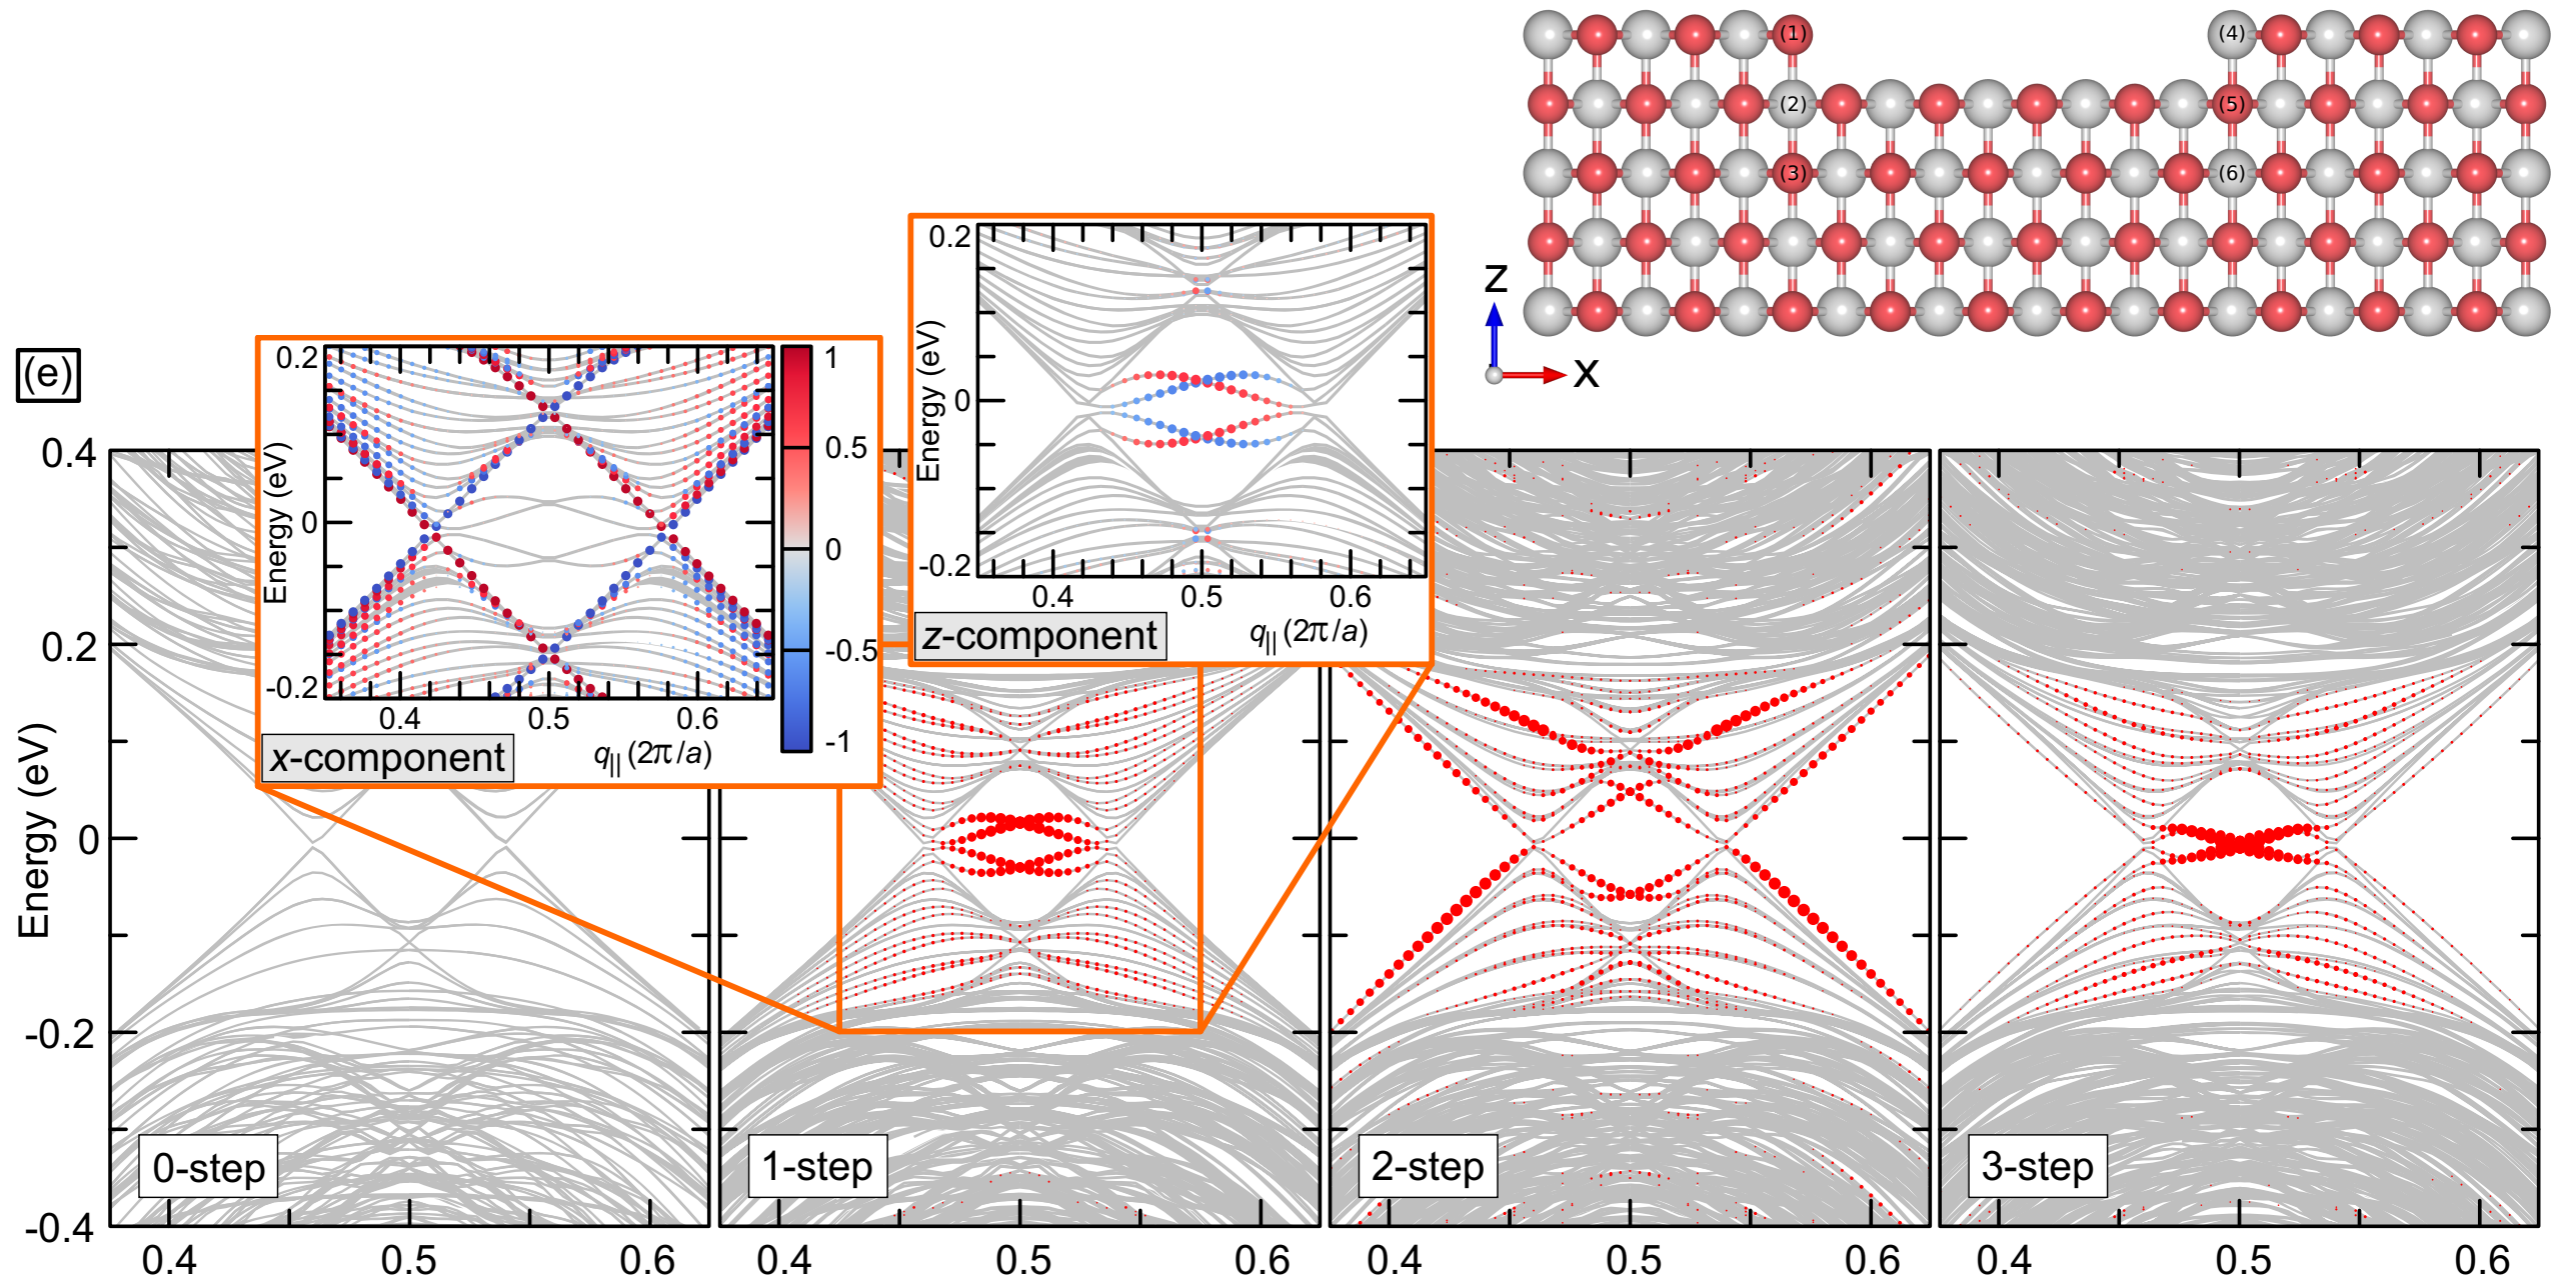 (1)
(4)
(2)
(5)
(3)
(6)
Z
X
(e)
0.2
0
-0.2
Energy (eV)
0.4
0.5
0.6
z-component
q|| (2π/a)
0.2
0
-0.2
Energy (eV)
0.4
0.5
0.6
x-component
q|| (2π/a)
1
0.5
0
-0.5
-1
0.4
0.2
0
-0.2
-0.4
Energy (eV)
0-step
1-step
2-step
3-step
0.4
0.5
0.6
0.4
0.5
0.6
0.4
0.5
0.6
0.4
0.5
0.6